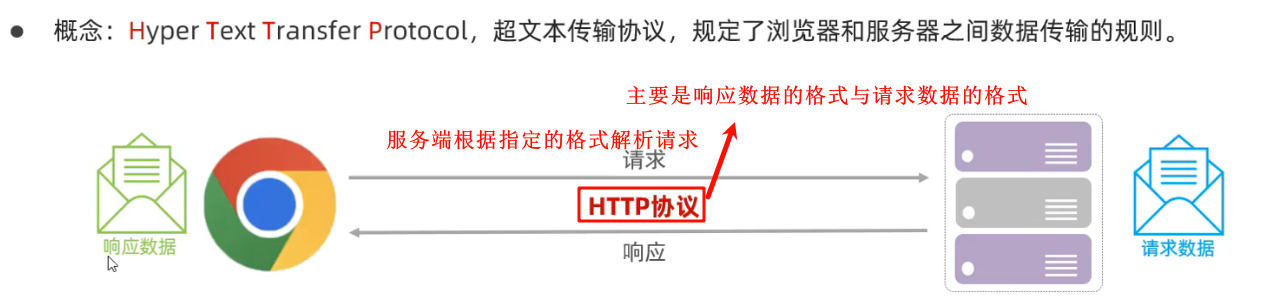 ● 概念：Hyper Text Transfer Protocol，超文本传输协议，规定了浏览器和服务器之间数据传输的规则。
主要是响应数据的格式与请求数据的格式
服务端根据指定的格式解析请求
请求
HTTP协议
响应数据
响应
请求数据